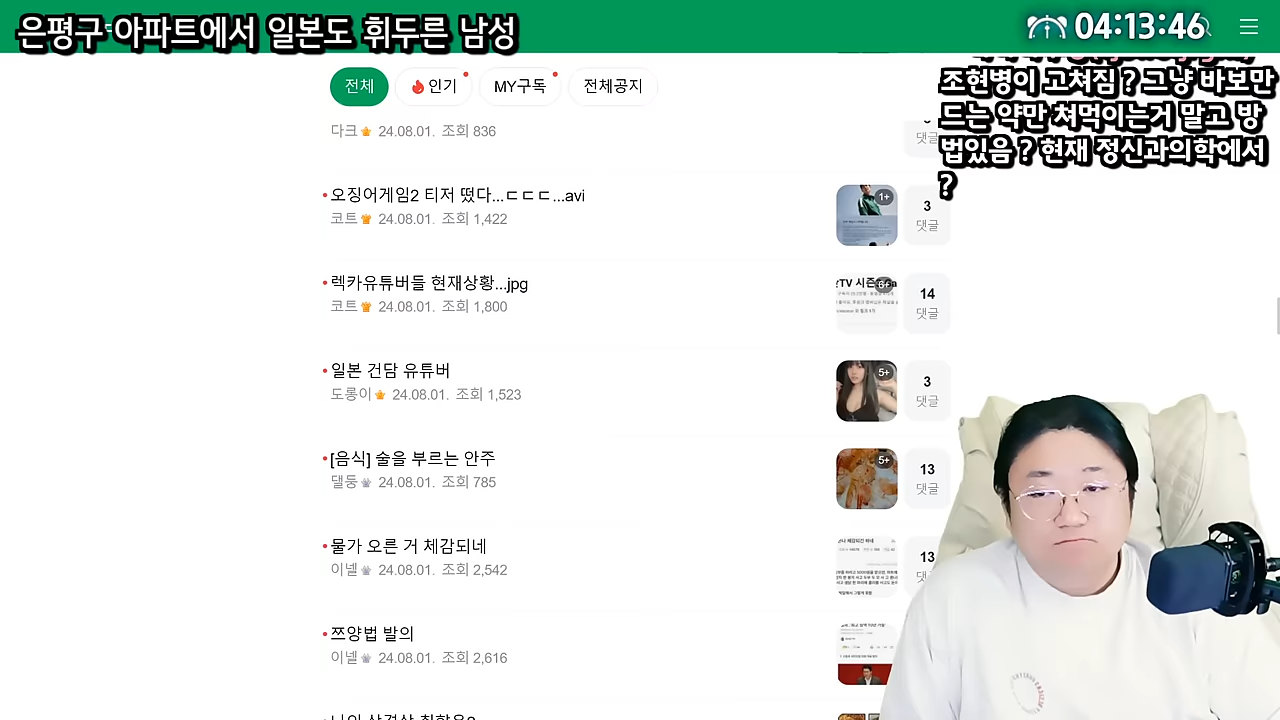 은평구 아파트에서 일본도 휘두른 남성
04:13:46
전체
인기
MY구독
전체공지
조현병이 고쳐짐 ? 그냥 바보만
드는 약만 쳐먹이는거 말고 방
법있음 ? 현재 정신과의학에서
?
다크 24.08.01. 조회 836
댓글
오징어게임2 티저 떴다...ㄷㄷㄷ...avi
코트 24.08.01. 조회 1,422
1+
3
댓글
렉카유튜버들 현재상황...jpg
코트 24.08.01. 조회 1,800
6+
14
댓글
일본 건담 유튜버
도롱이 24.08.01. 조회 1,523
5+
3
댓글
[음식] 술을 부르는 안주
댈둥 24.08.01. 조회 785
5+
13
댓글
물가 오른 거 체감되네
이넬 24.08.01. 조회 2,542
13
쯔양법 발의
이넬 24.08.01. 조회 2,616